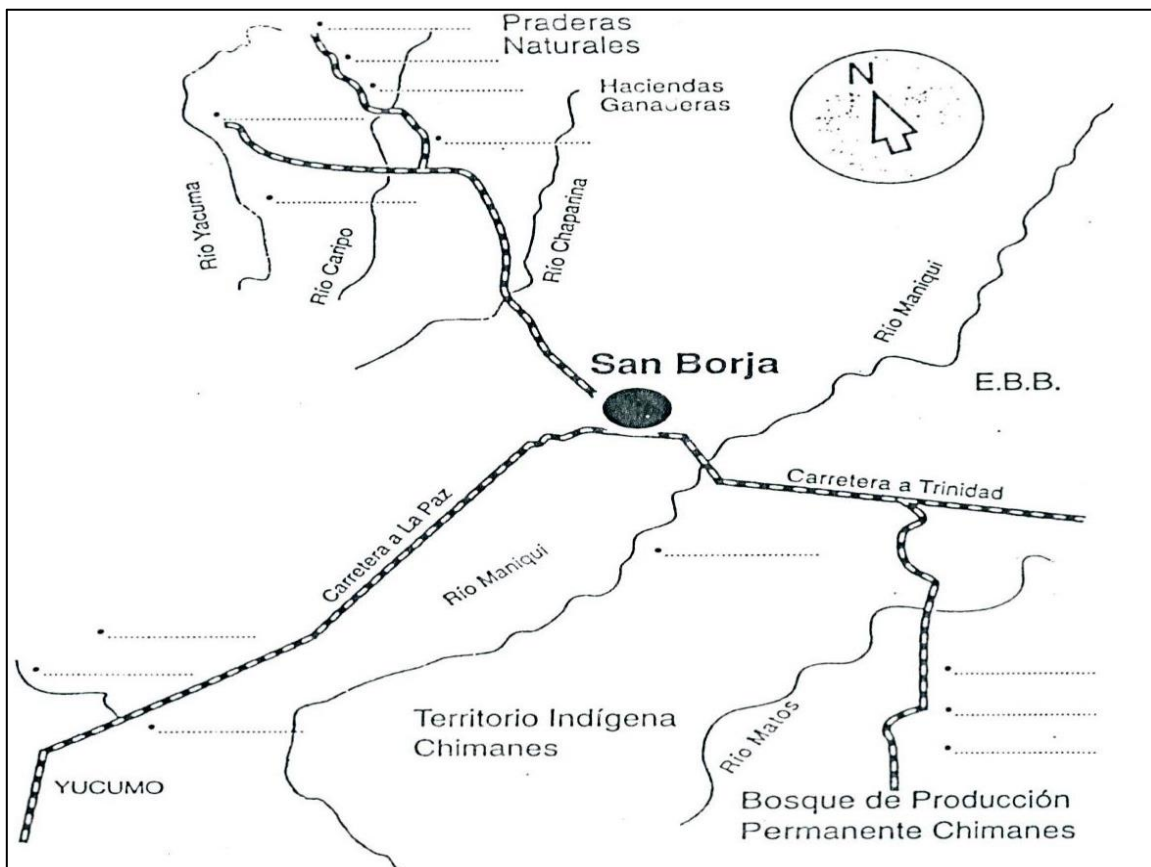 Praderas
Naturales
Haciendas
Ganaderas
N
Río Yacuma
Río Caripo
Río Chaparina
Río Maniqui
San Borja
E.B.B.
Carretera a Trinidad
Carretera a La Paz
Río Maniqui
Territorio Indígena
Chimanes
Río Matos
YUCUMO
Bosque de Producción
Permanente Chimanes